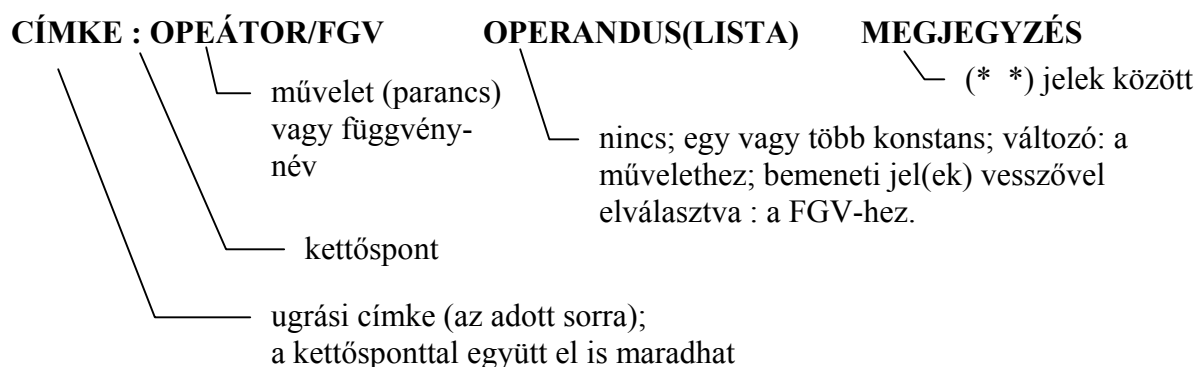 CÍMKE : OPEÁTOR/FGV OPERANDUS(LISTA) MEGJEGYZÉS
(* *) jelek között
művelet (parancs)
vagy függvény-
név
nincs; egy vagy több konstans; változó: a
művelethez; bemeneti jel(ek) vesszővel
elválasztva : a FGV-hez.
kettőspont
ugrási címke (az adott sorra);
a kettősponttal együtt el is maradhat